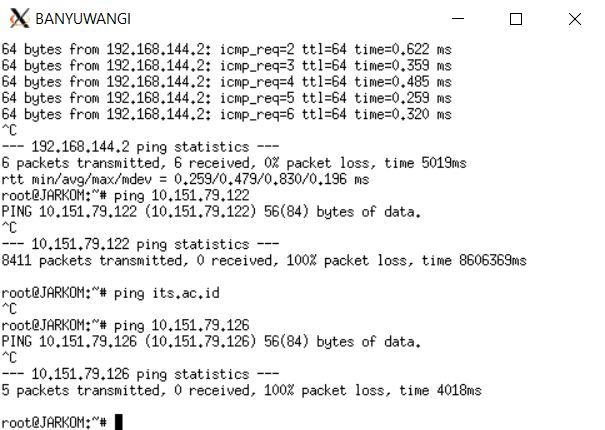 BANYUWANGI
64 bytes from 192.168.144.2: icmp_req=2 ttl=64 time=0.622 ms
64 bytes from 192.168.144.2: icmp_req=3 ttl=64 time=0.359 ms
64 bytes from 192.168.144.2: icmp_req=4 ttl=64 time=0.485 ms
64 bytes from 192.168.144.2: icmp_req=5 ttl=64 time=0.259 ms
64 bytes from 192.168.144.2: icmp_req=6 ttl=64 time=0.320 ms
^C
--- 192.168.144.2 ping statistics ---
6 packets transmitted, 6 received, 0% packet loss, time 5019ms
rtt min/avg/max/mdev = 0.259/0.479/0.830/0.196 ms
root@JARKOM:~# ping 10.151.79.122
PING 10.151.79.122 (10.151.79.122) 56(84) bytes of data.
^C
--- 10.151.79.122 ping statistics ---
8411 packets transmitted, 0 received, 100% packet loss, time 8606369ms
root@JARKOM:~# ping its.ac.id
^C
root@JARKOM:~# ping 10.151.79.126
PING 10.151.79.126 (10.151.79.126) 56(84) bytes of data.
^C
--- 10.151.79.126 ping statistics ---
5 packets transmitted, 0 received, 100% packet loss, time 4018ms
root@JARKOM:~#